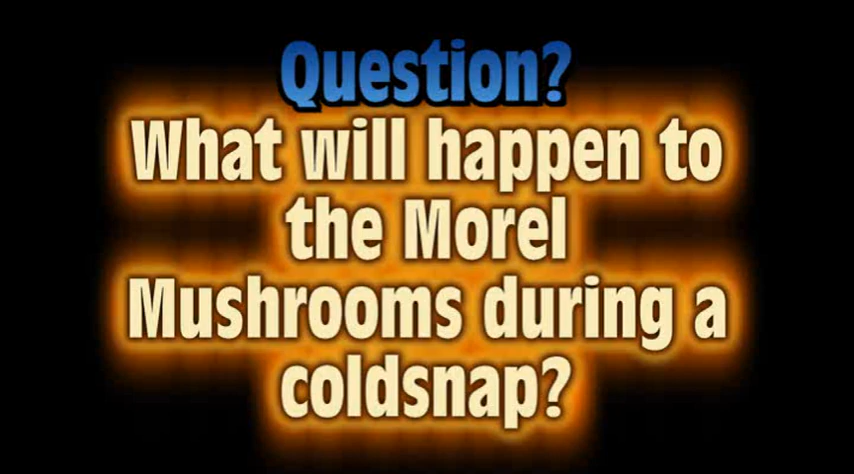 Question?
What will happen to
the Morel
Mushrooms during a
coldsnap?